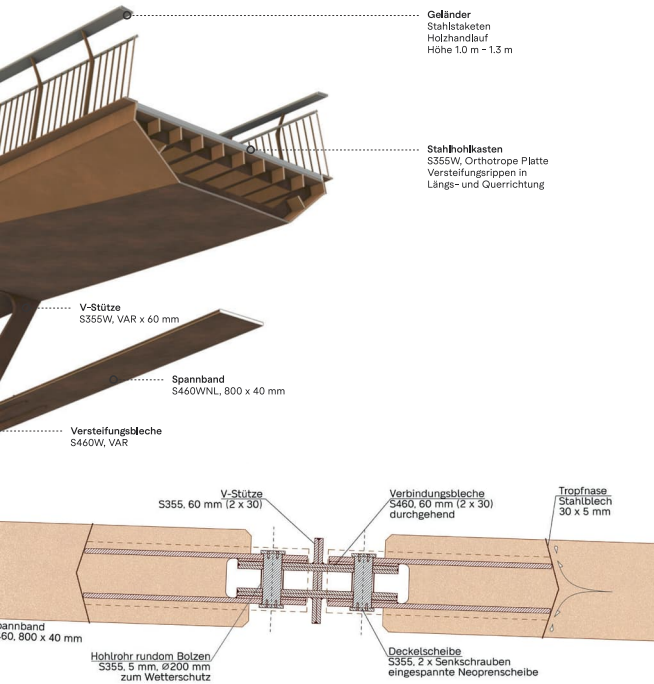 Geländer
Stahlstaketen
Holzhandlauf
Höhe 1.0 m - 1.3 m
Stahlhohlkasten
S355W, Orthotrope Platte
Versteifungsrippen in
Längs- und Querrichtung
V-Stütze
S355W, VAR x 60 mm
Spannband
S460WNL, 800 x 40 mm
Versteifungsbleche
S460W, VAR
V-Stütze
S355, 60 mm (2 x 30)
Verbindungsbleche
S460, 60 mm (2 x 30)
durchgehend
Tropfnase
Stahlblech
30 x 5 mm
pannband
460, 800 x 40 mm
Hohlrohr rundom Bolzen
S355, 5 mm, Ø200 mm
zum Wetterschutz
Deckelscheibe
S355, 2 x Senkschrauben
eingespannte Neoprenscheibe